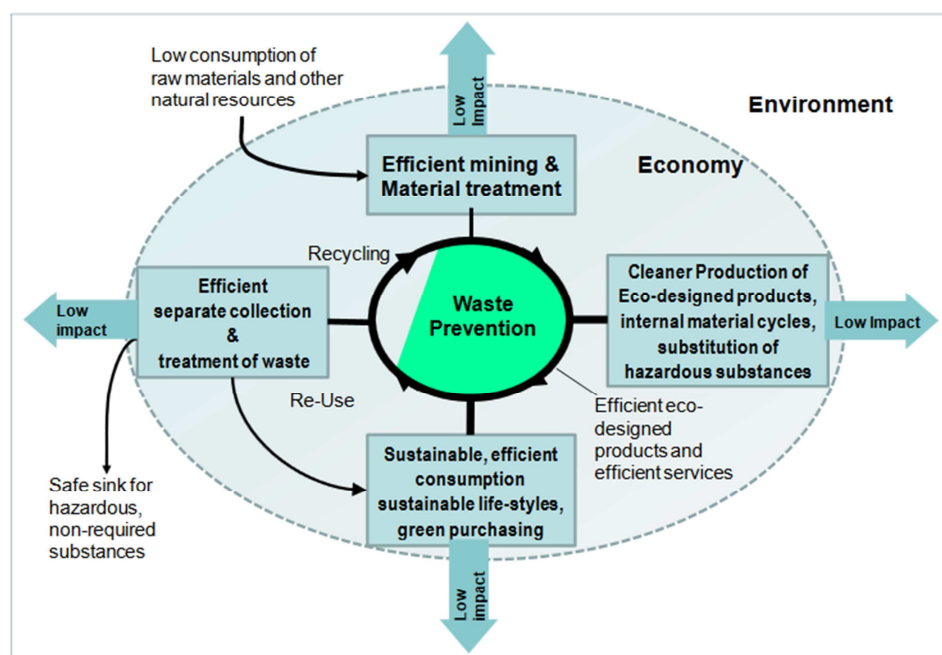 Low consumption of
raw materials and other
natural resources
Low
Impact
Environment
Economy
Efficient mining &
Material treatment
Recycling
Efficient
separate collection
&
treatment of waste
Low
impact
Waste
Prevention
Cleaner Production of
Eco-designed products,
internal material cycles,
substitution of
hazardous substances
Low Impact
Re-Use
Efficient eco-
designed
products and
efficient services
Sustainable, efficient
consumption
sustainable life-styles,
green purchasing
Safe sink for
hazardous,
non-required
substances
Low
impact